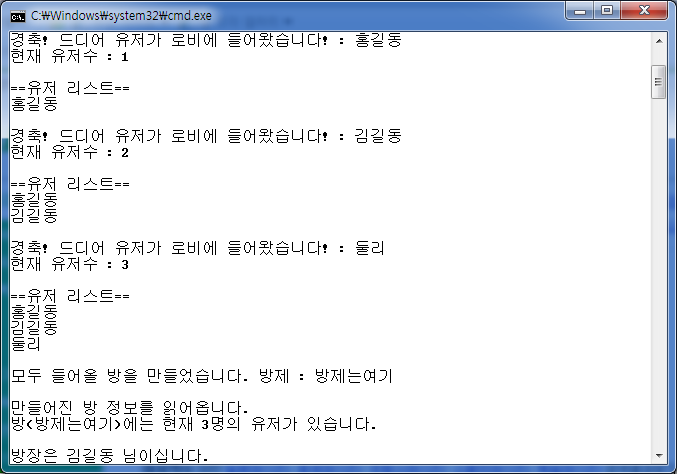 C:₩Windows₩system32₩cmd.exe
경축! 드디어 유저가 로비에 들어왔습니다! : 홍길동
현재 유저수 : 1
==유저 리스트==
홍길동
경축! 드디어 유저가 로비에 들어왔습니다! : 김길동
현재 유저수 : 2
==유저 리스트==
홍길동
김길동
경축! 드디어 유저가 로비에 들어왔습니다! : 둘리
현재 유저수 : 3
==유저 리스트==
홍길동
김길동
둘리
모두 들어올 방을 만들었습니다. 방제 : 방제는여기
만들어진 방 정보를 읽어옵니다.
방(방제는여기)에는 현재 3명의 유저가 있습니다.
방장은 김길동 님이십니다.